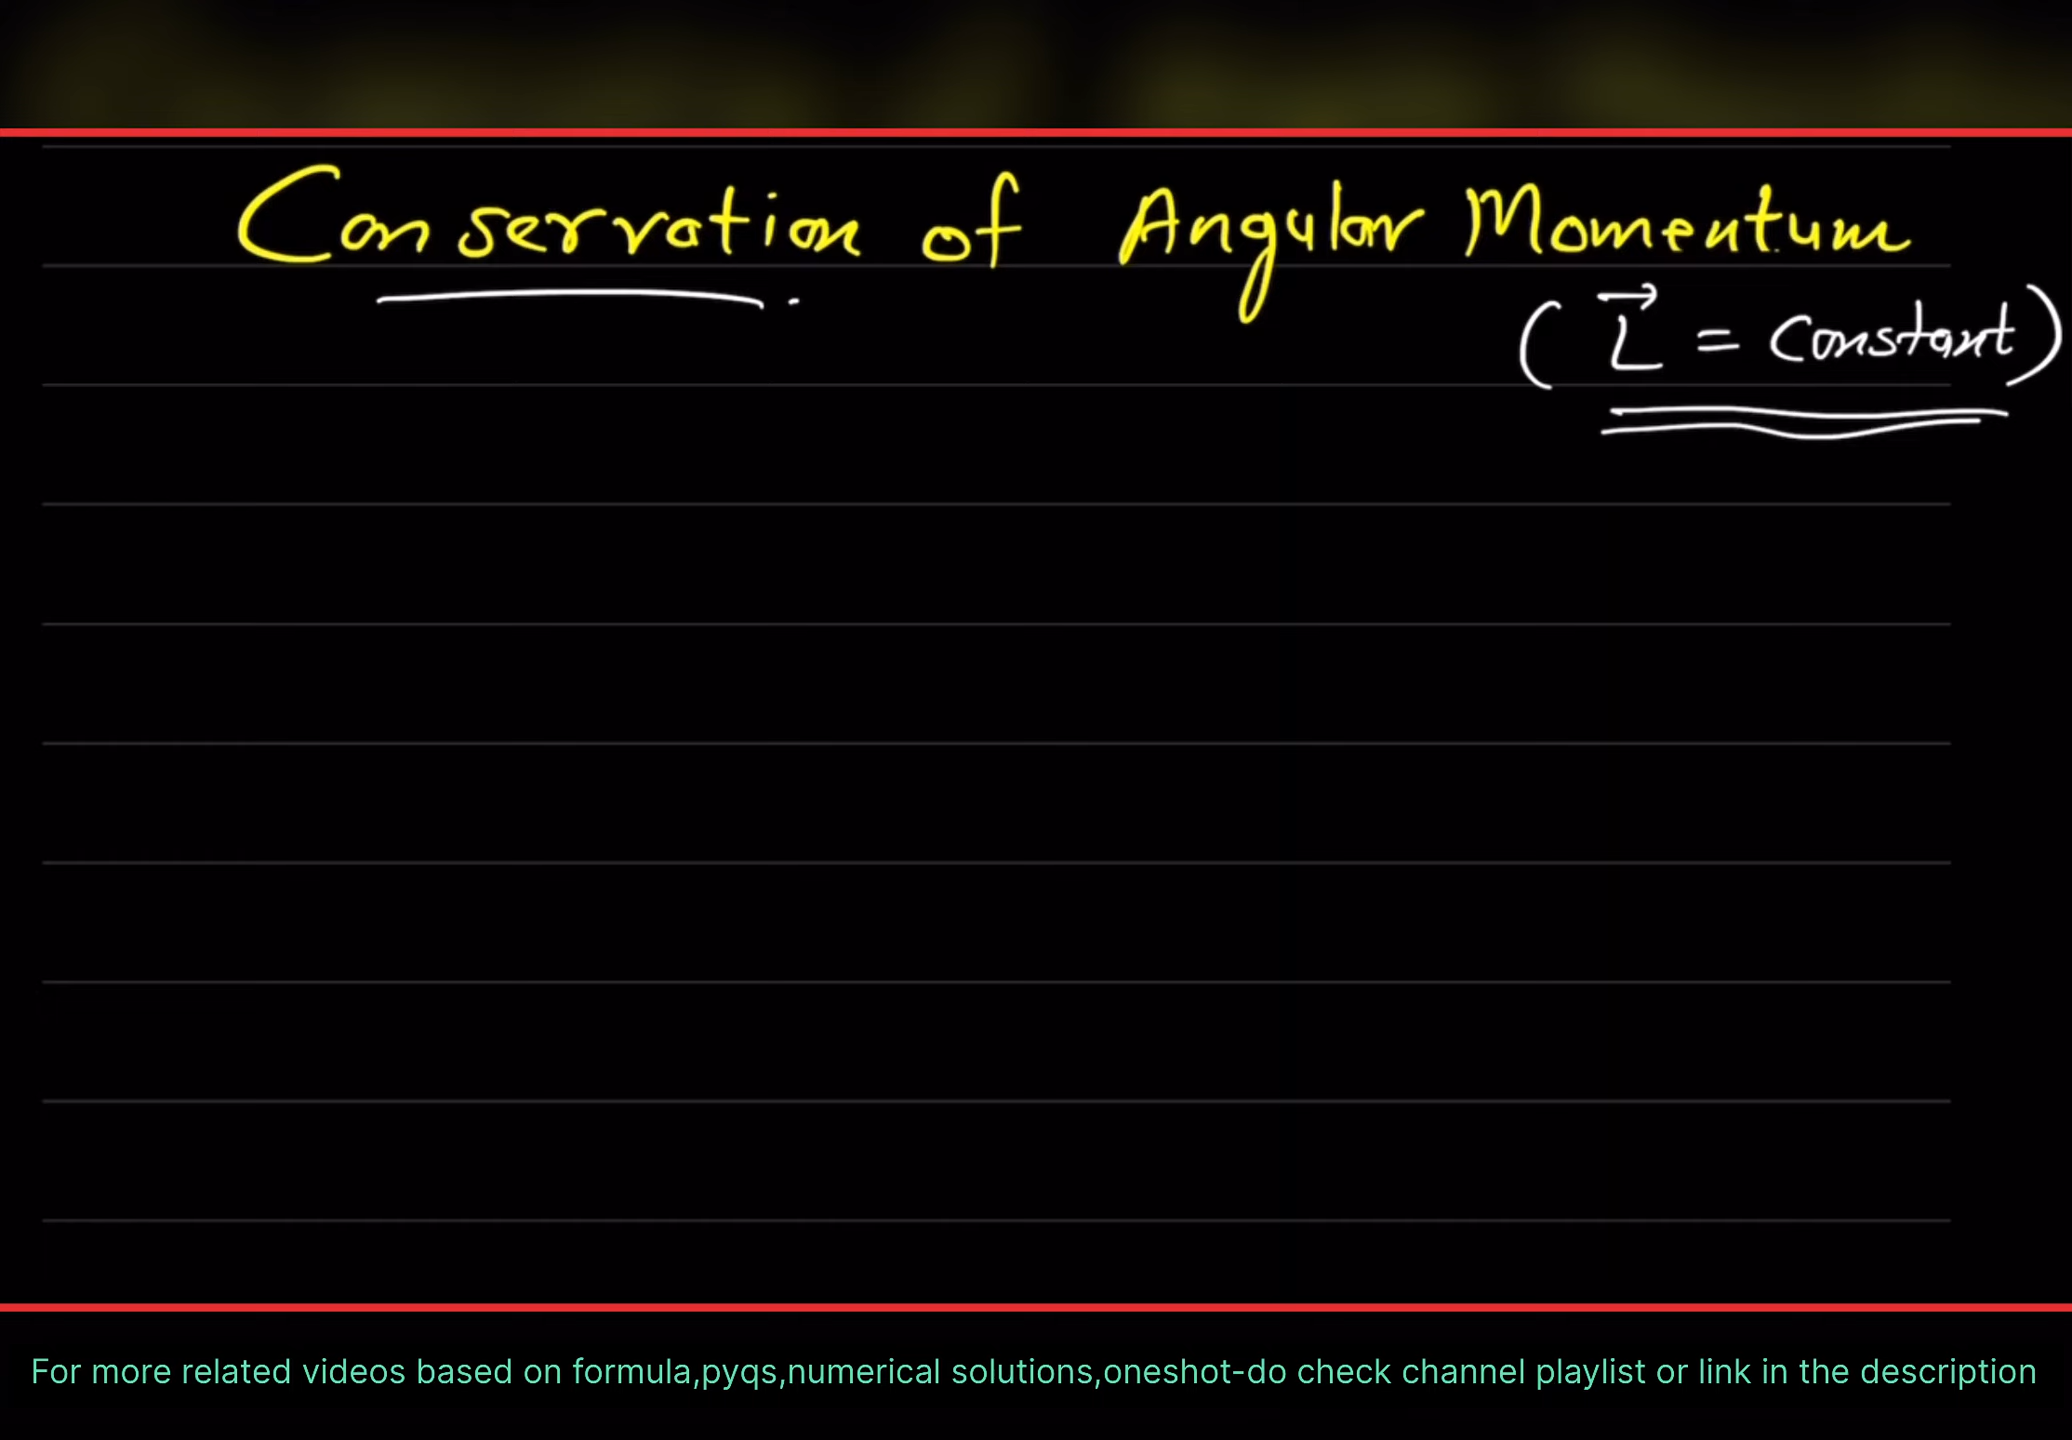 Conservation of Angular Momentum
( L⃗ = Constant )
For more related videos based on formula,pyqs,numerical solutions,oneshot-do check channel playlist or link in the description